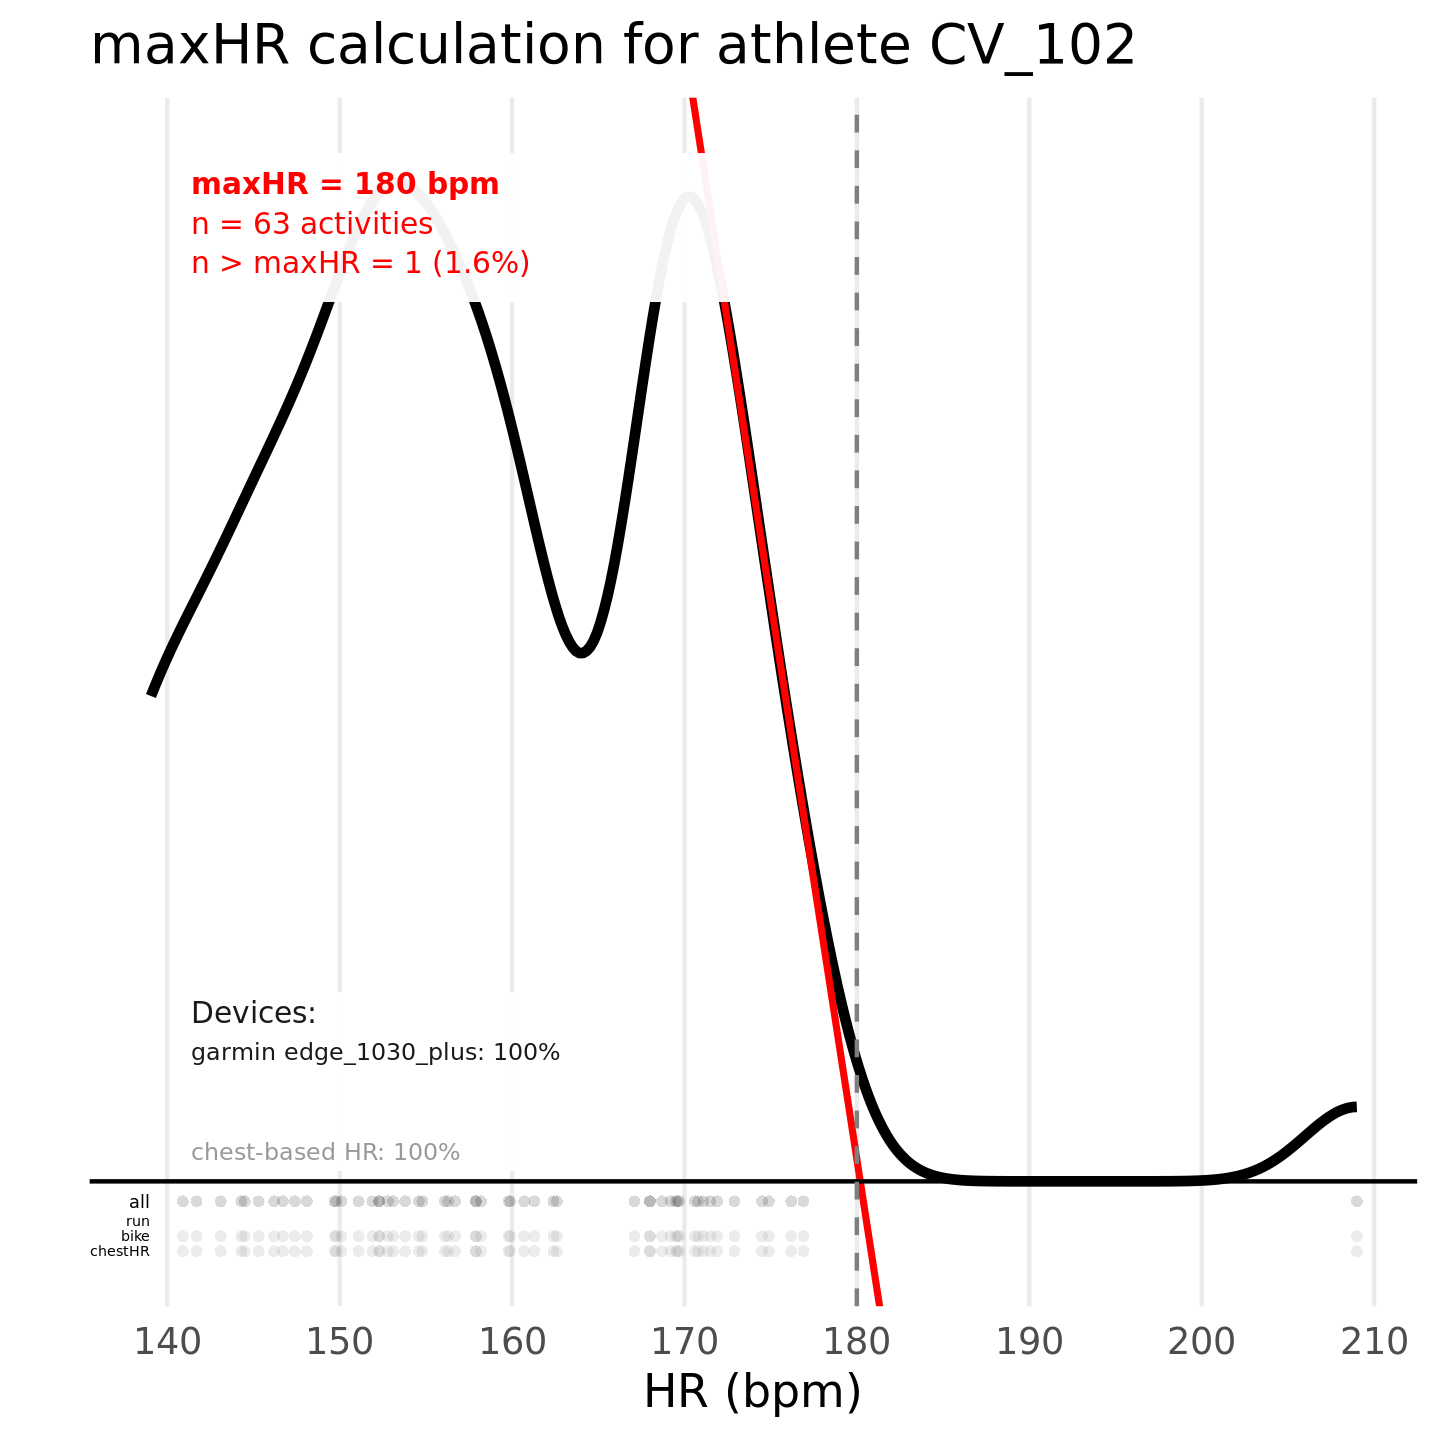 maxHR calculation for athlete CV_102
maxHR = 180 bpm
n = 63 activities
n > maxHR = 1 (1.6%)
Devices:
garmin edge_1030_plus: 100%
chest-based HR: 100%
all
run
bike
chestHR
140 150 160 170 180 190 200 210
HR (bpm)